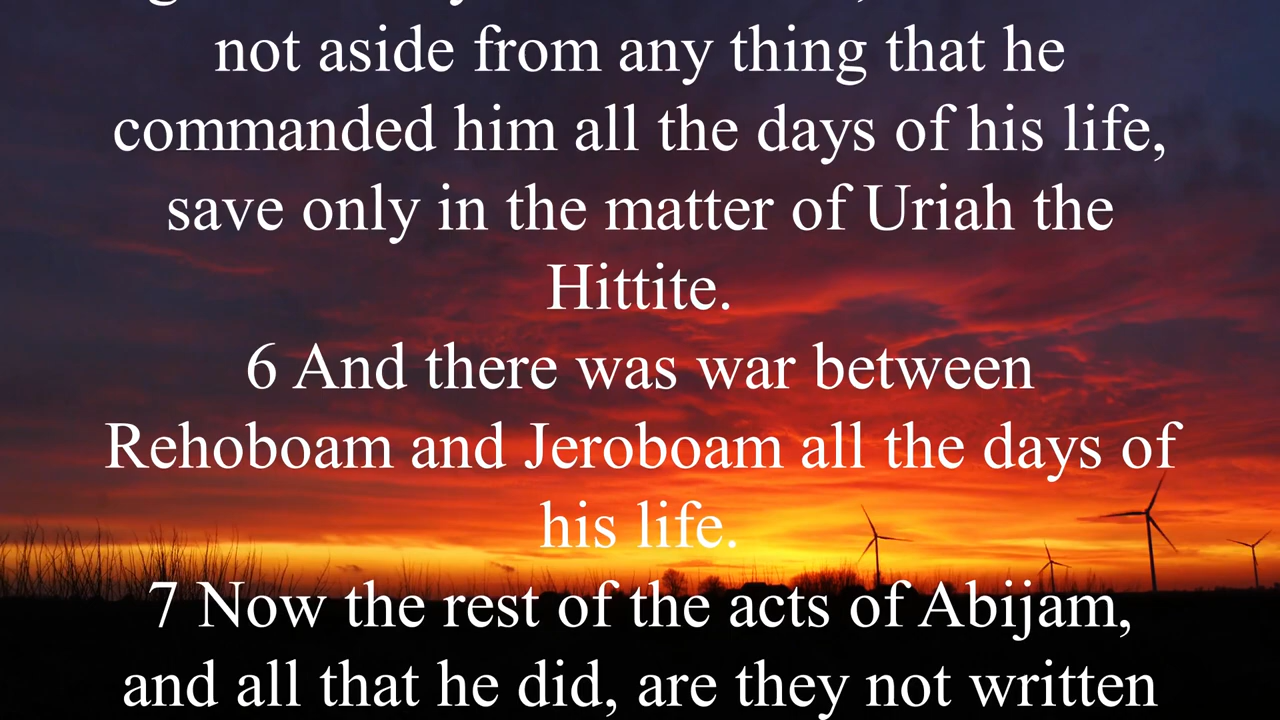 not aside from any thing that he
commanded him all the days of his life,
save only in the matter of Uriah the
Hittite.
6 And there was war between
Rehoboam and Jeroboam all the days of
his life.
7 Now the rest of the acts of Abijam,
and all that he did, are they not written